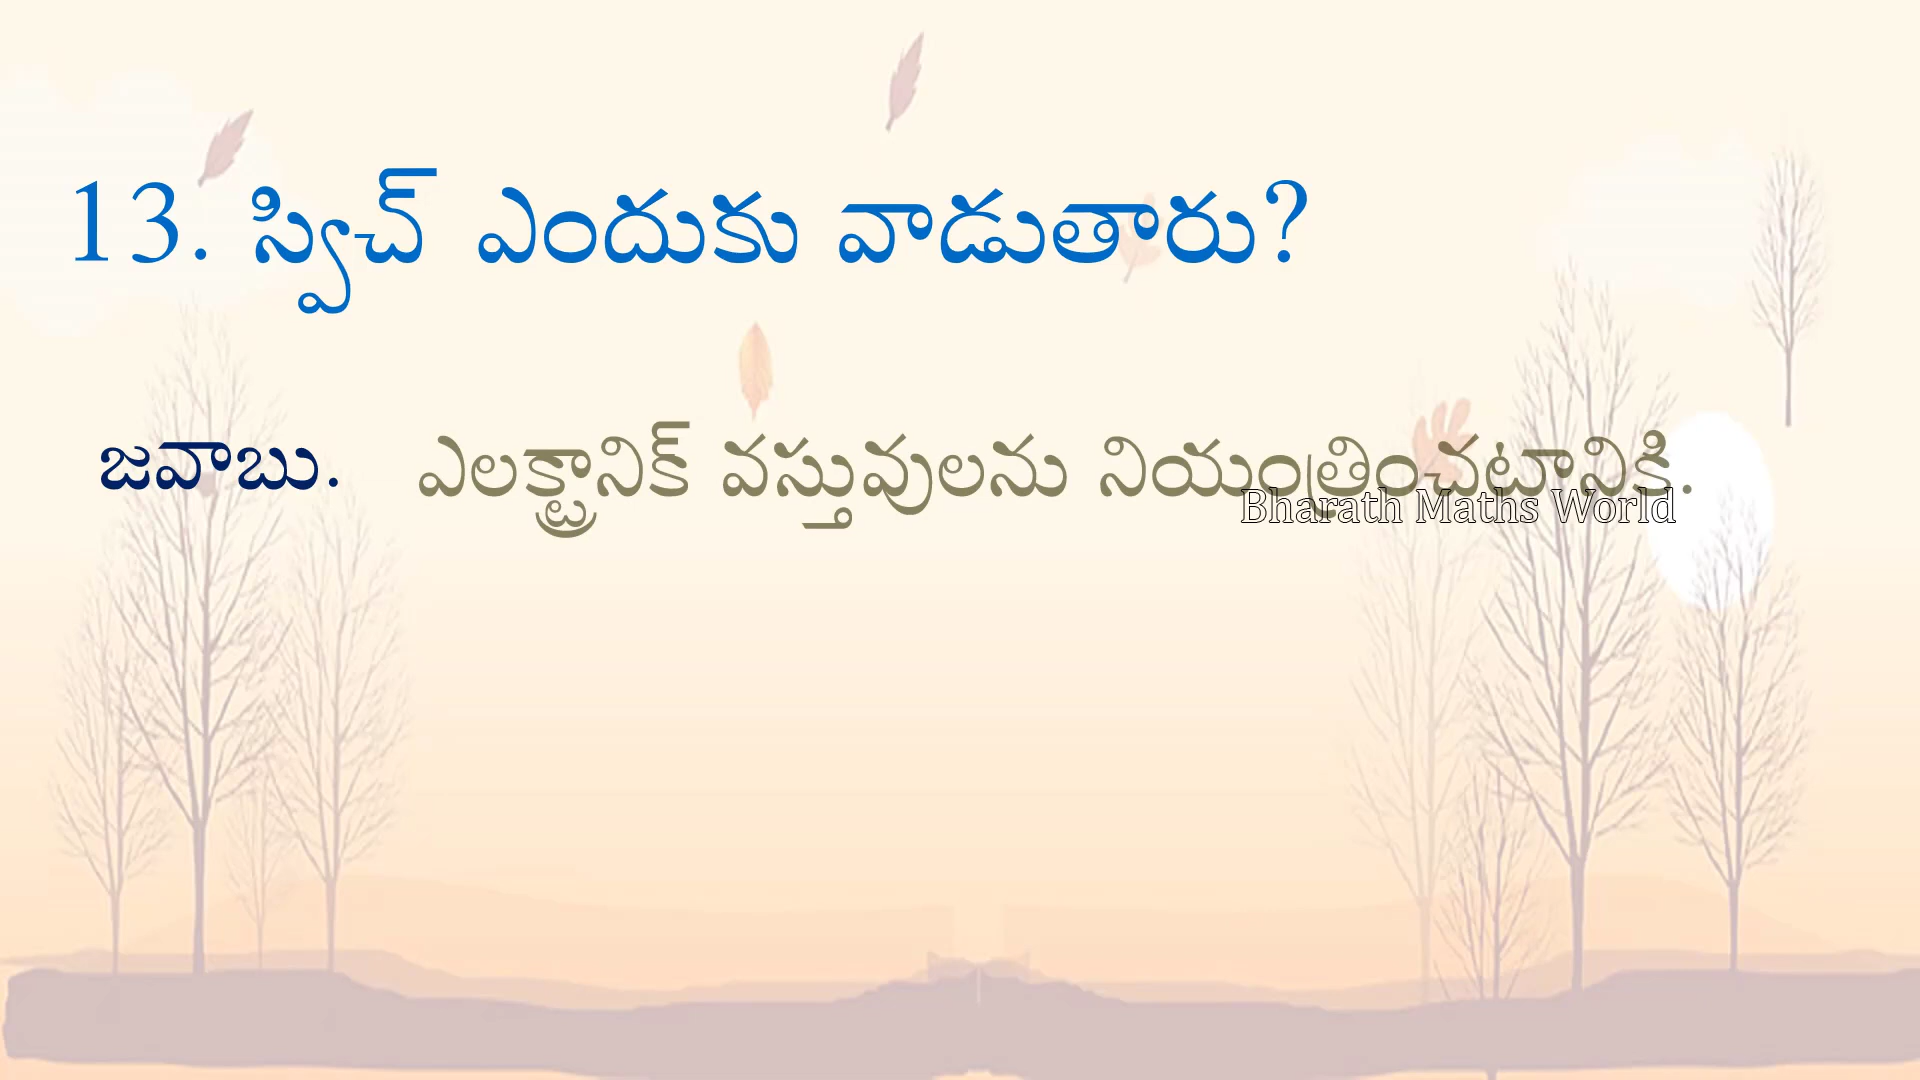 13. స్విచ్ ఎందుకు వాడుతారు?
జవాబు. ఎలక్ట్రానిక్ వస్తువులను నియంత్రించటానికి.
Bharath Maths World